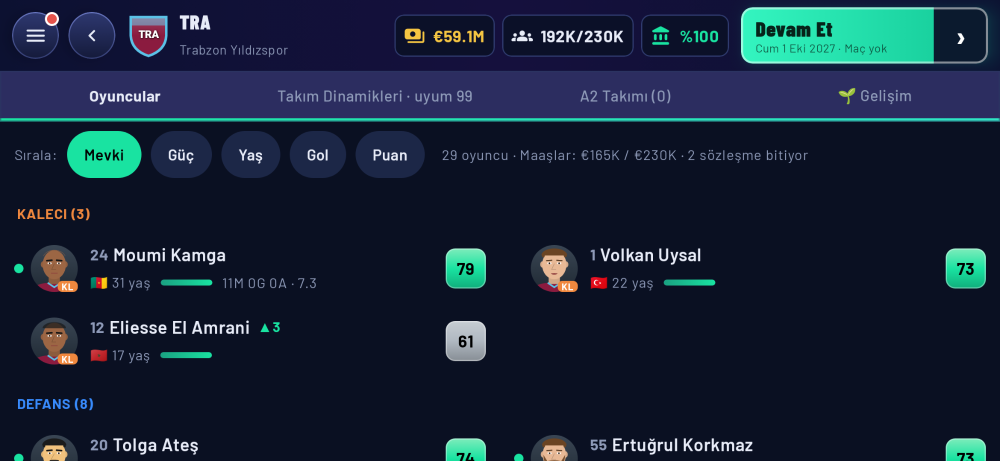 TRA
TRA
Trabzon Yıldızspor
€59.1M
192K/230K
%100
Devam Et
Cum 1 Eki 2027 · Maç yok
Oyuncular
Takım Dinamikleri · uyum 99
A2 Takımı (0)
Gelişim
Sırala:
Mevki
Güç
Yaş
Gol
Puan
29 oyuncu · Maaşlar: €165K / €230K · 2 sözleşme bitiyor
KALECI (3)
24 Moumi Kamga
KL
31 yaş
11M 0G 0A · 7.3
79
1 Volkan Uysal
KL
22 yaş
73
12 Eliesse El Amrani ▲3
KL
17 yaş
61
DEFANS (8)
20 Tolga Ateş
74
55 Ertuğrul Korkmaz
73